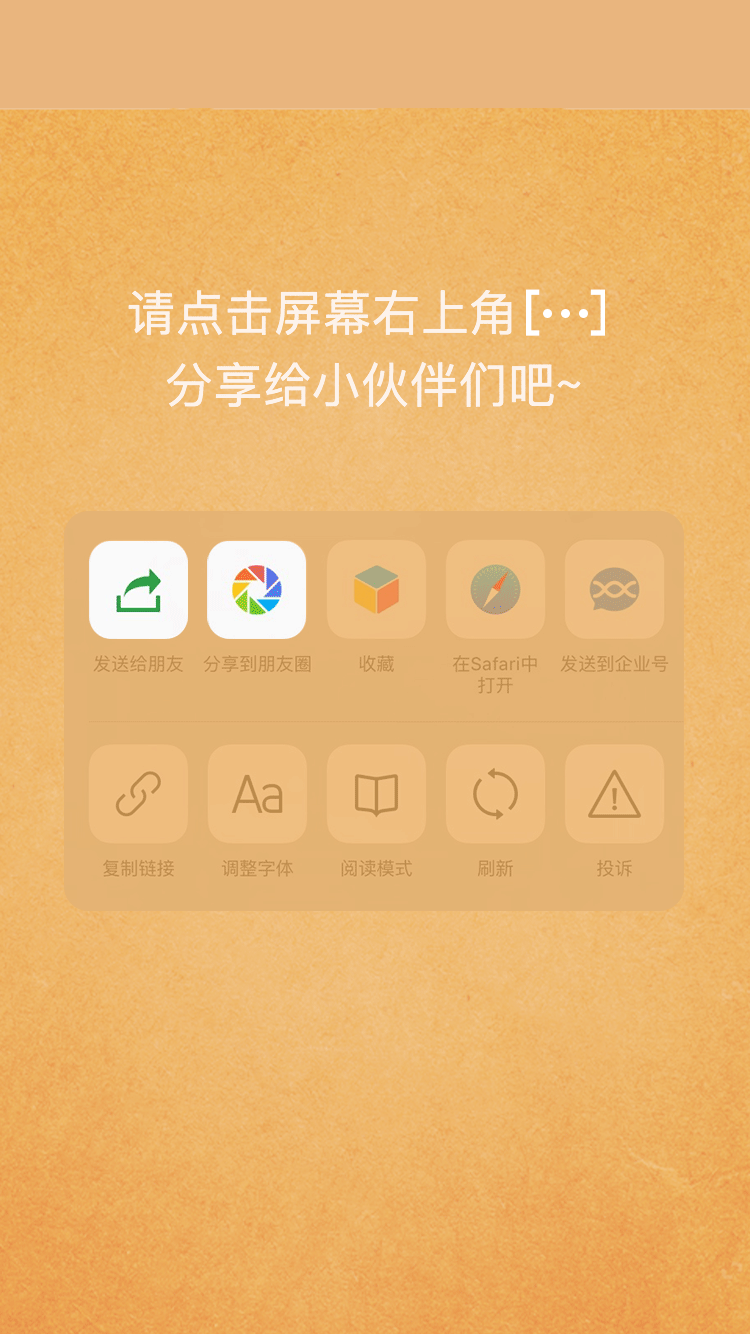 请点击屏幕右上角[···]
分享给小伙伴们吧~
发送给朋友
分享到朋友圈
收藏
在Safari中
打开
发送到企业号
Aa
复制链接
调整字体
阅读模式
刷新
投诉